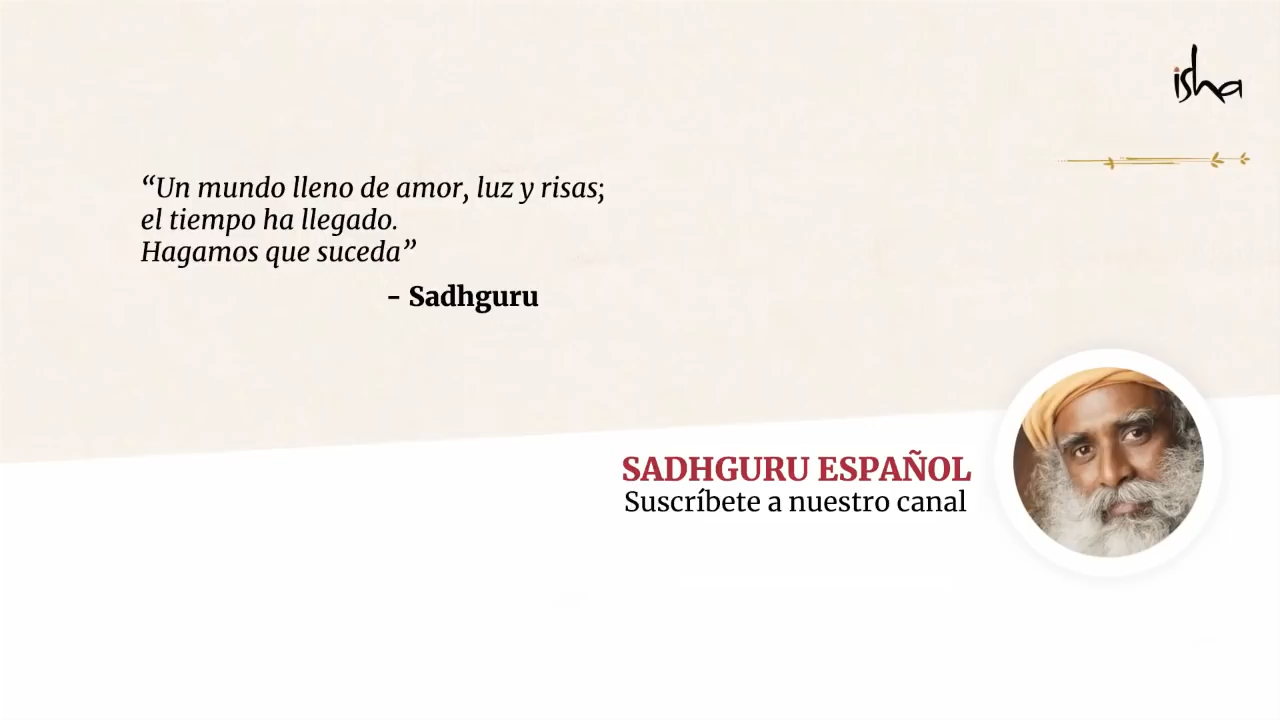 isha
“Un mundo lleno de amor, luz y risas;
el tiempo ha llegado.
Hagamos que suceda”
- Sadhguru
SADHGURU ESPAÑOL
Suscríbete a nuestro canal